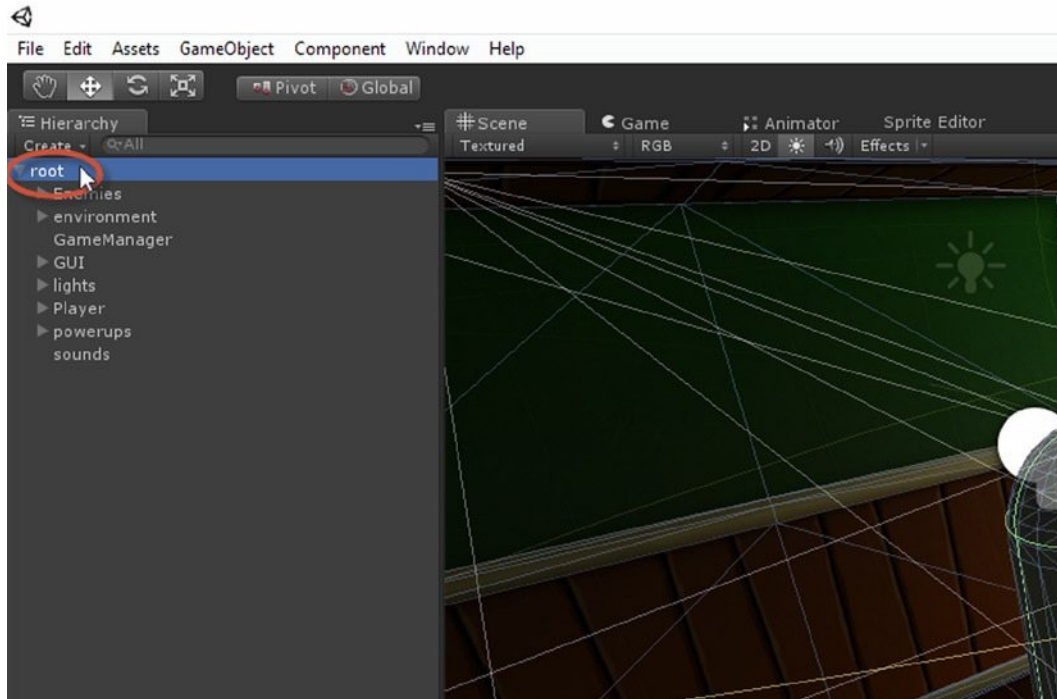 File Edit Assets GameObject Component Window Help
Pivot Global
Hierarchy
Create All
root
Enemies
environment
GameManager
GUI
lights
Player
powerups
sounds
Scene Game Animator Sprite Editor
Textured RGB 2D Effects